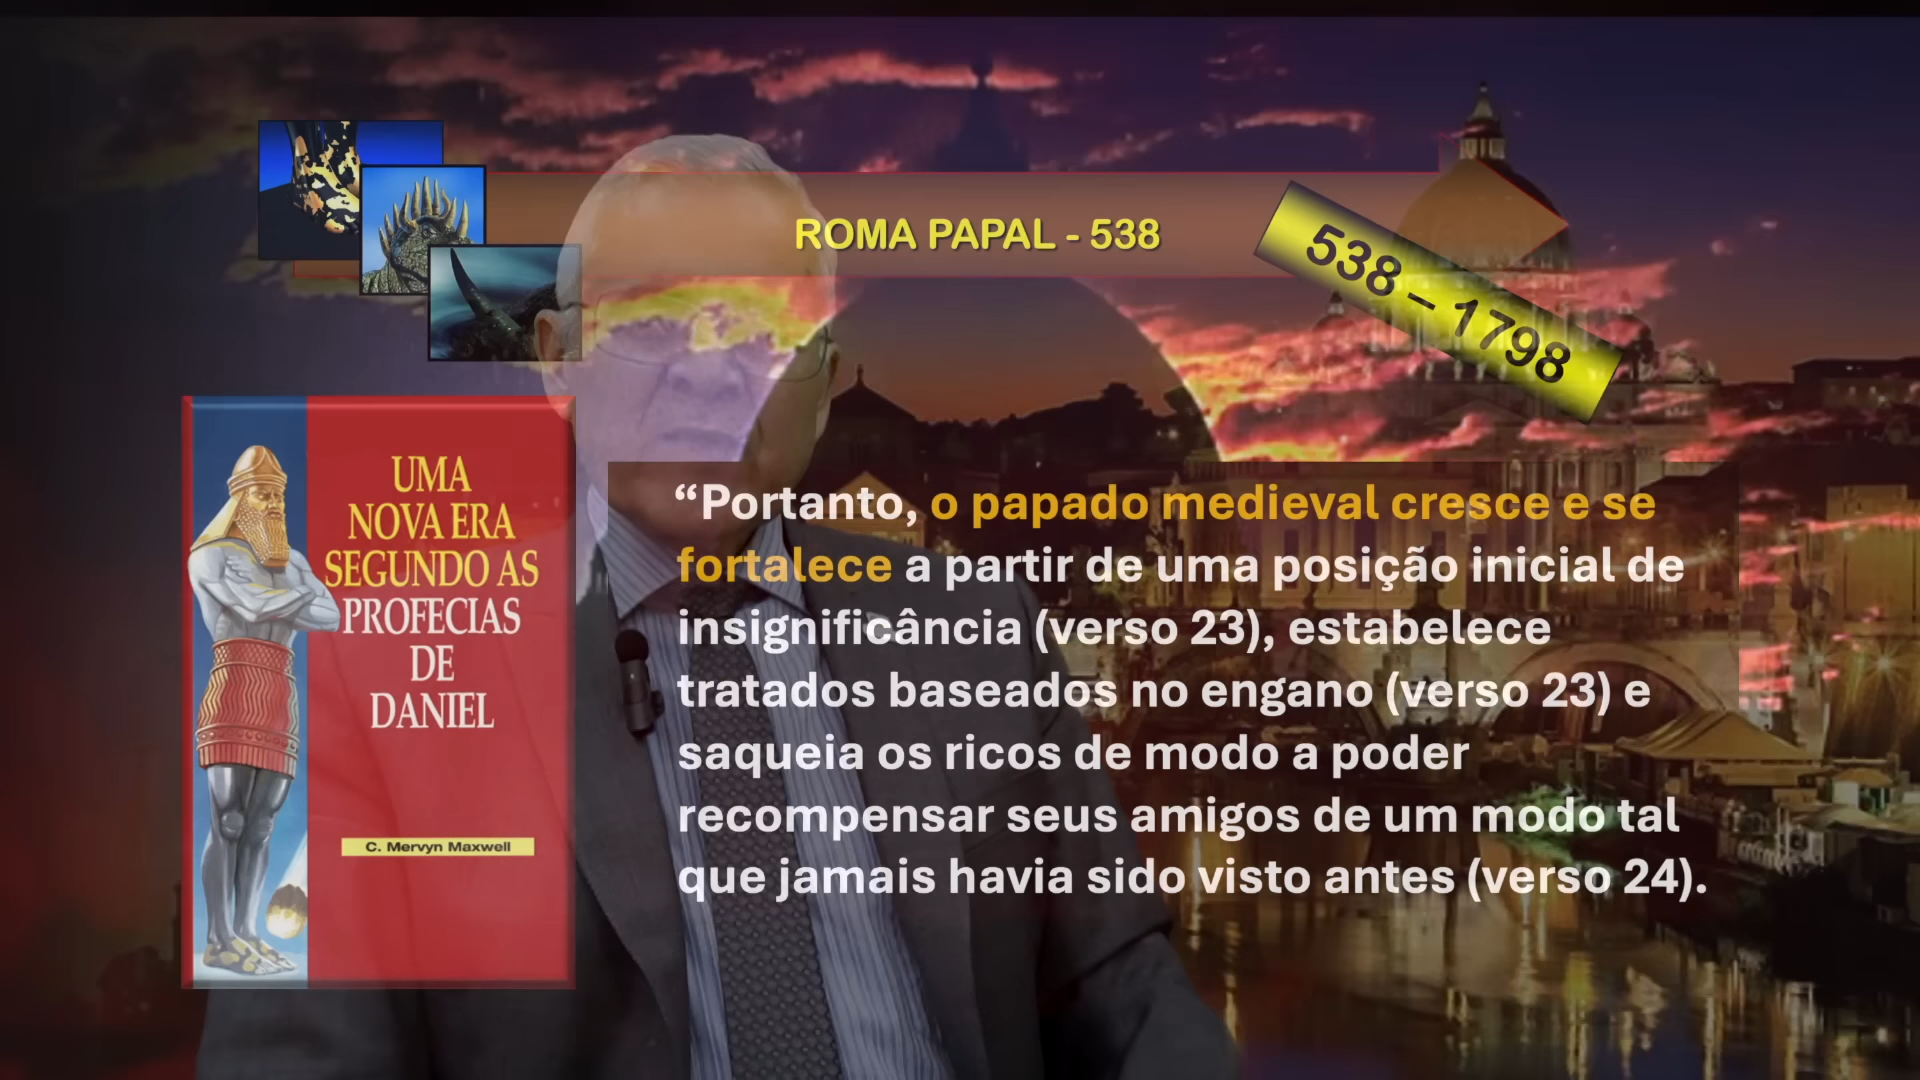 ROMA PAPAL - 538
538 – 1798
UMA
NOVA ERA
SEGUNDO AS
PROFECIAS
DE
DANIEL
C. Mervyn Maxwell
“Portanto, o papado medieval cresce e se
fortalece a partir de uma posição inicial de
insignificância (verso 23), estabelece
tratados baseados no engano (verso 23) e
saqueia os ricos de modo a poder
recompensar seus amigos de um modo tal
que jamais havia sido visto antes (verso 24).